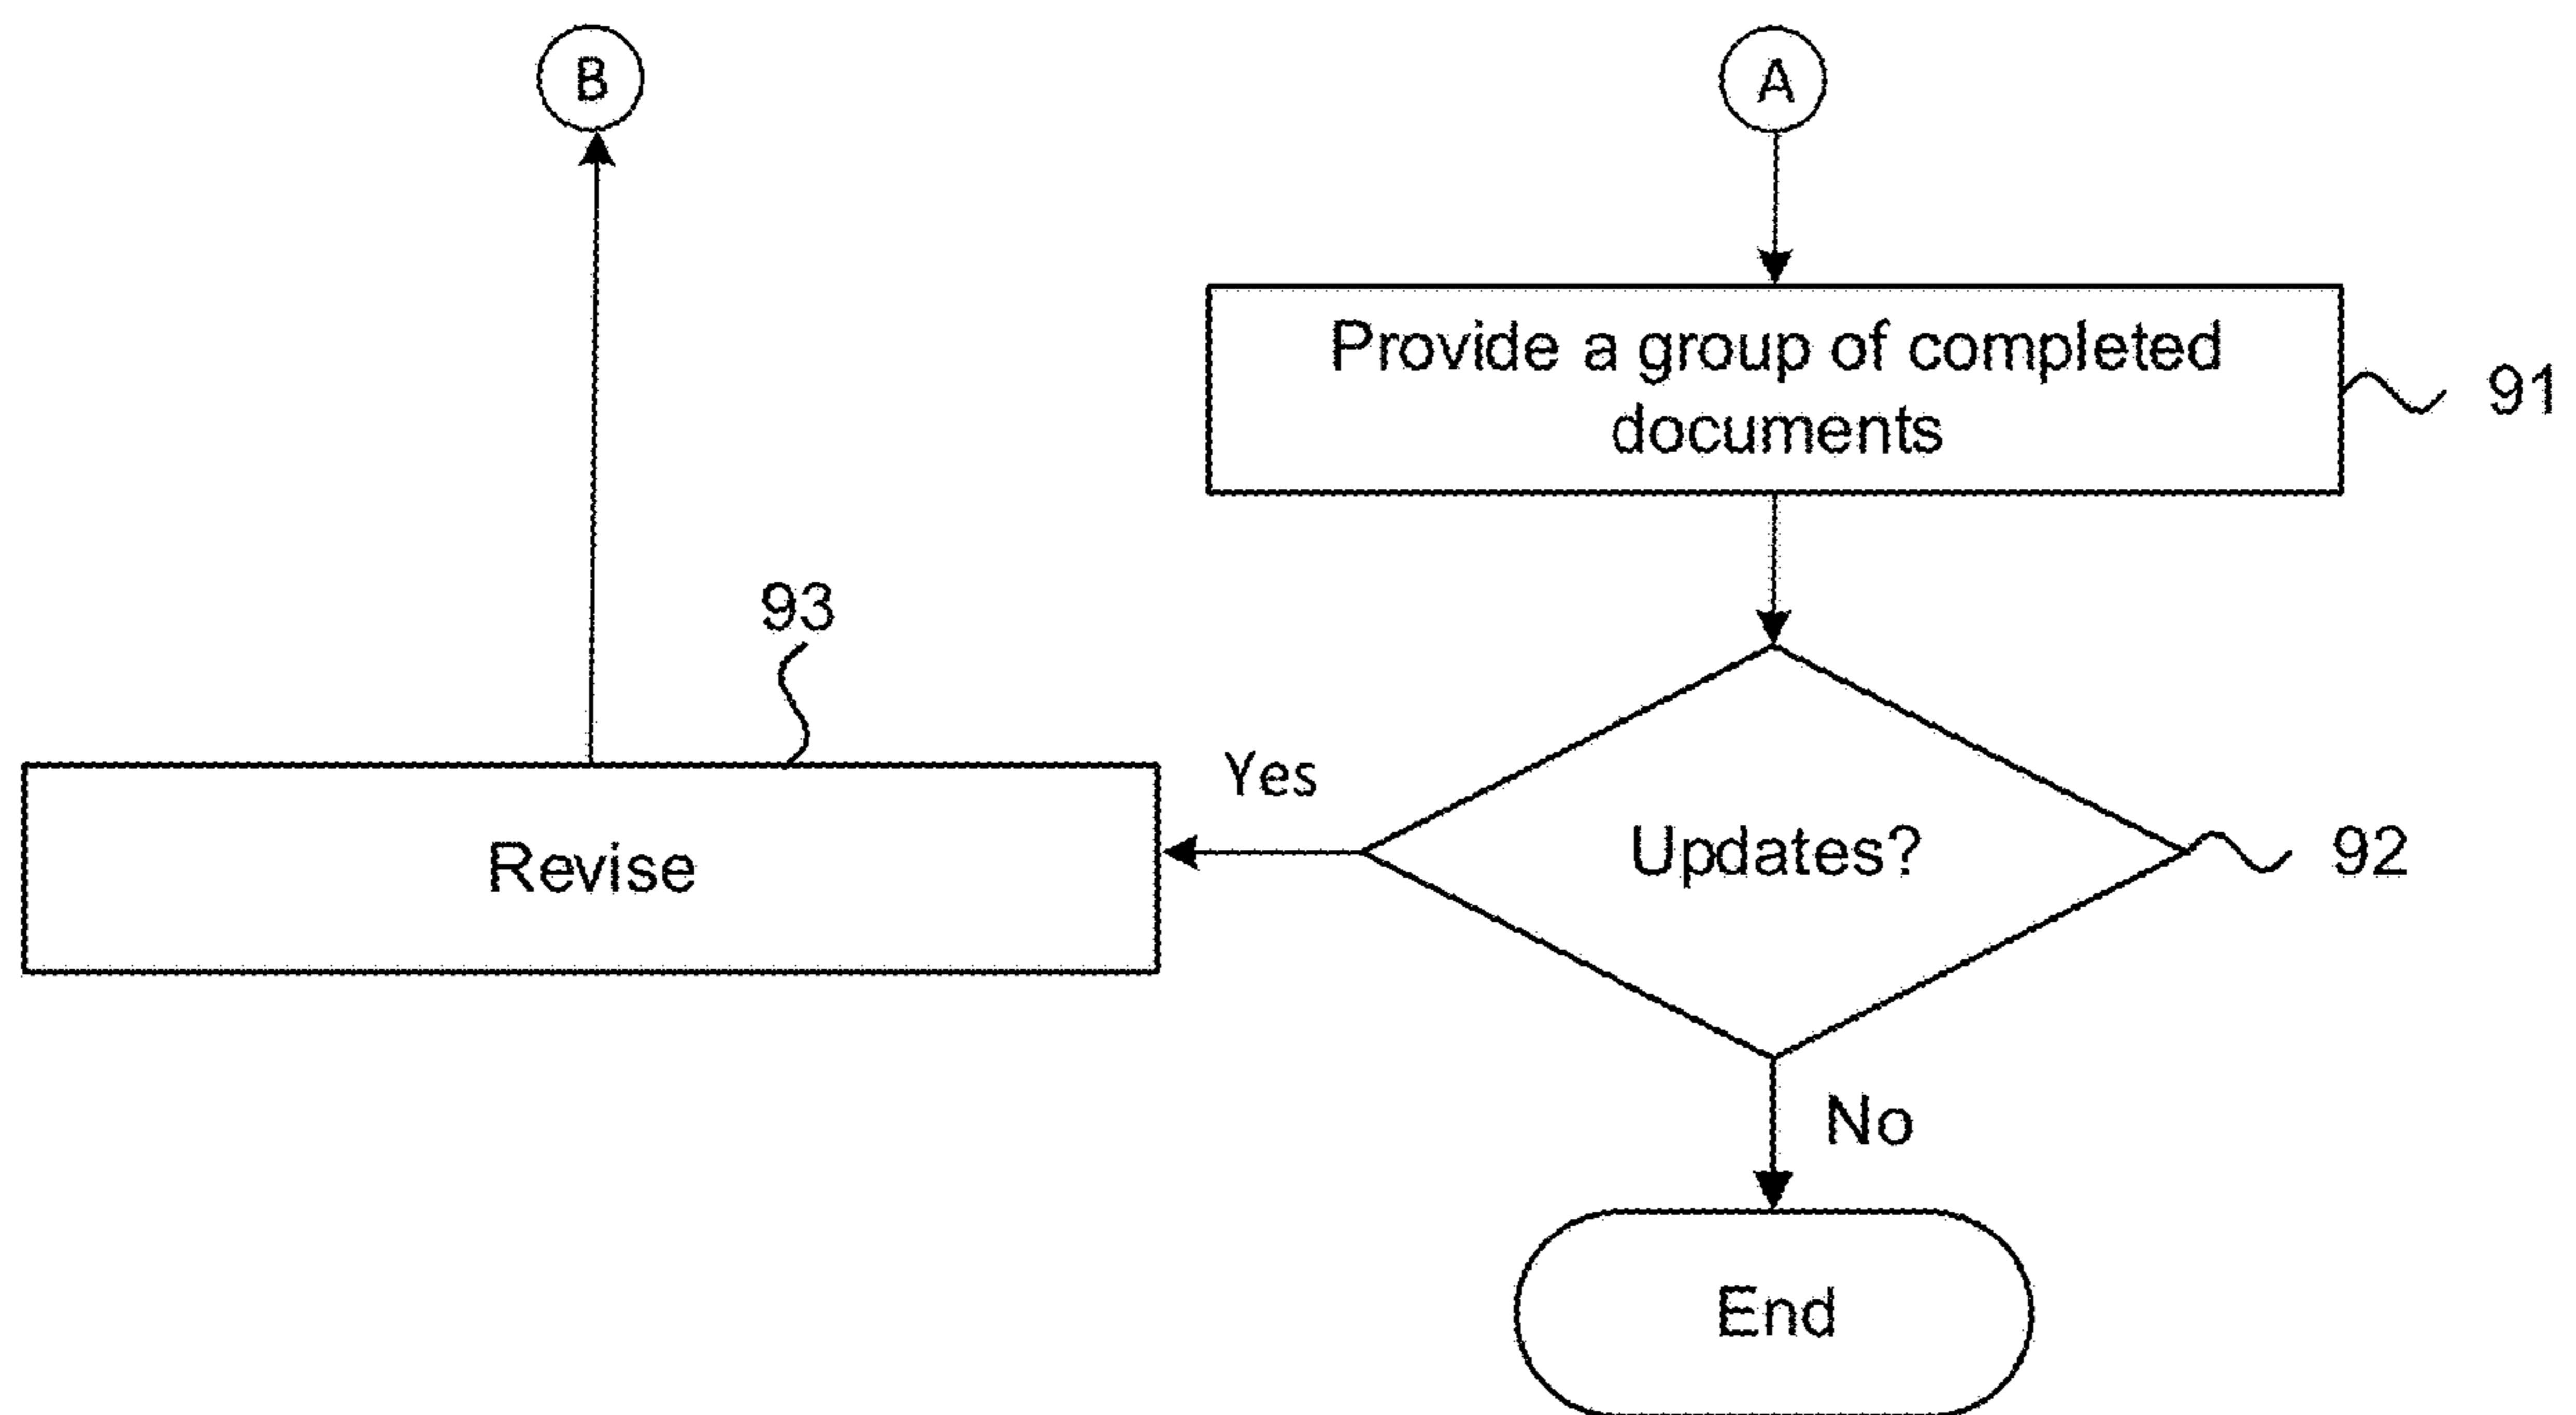 B
A
Provide a group of completed
documents
91
93
Yes
Updates?
92
Revise
No
End